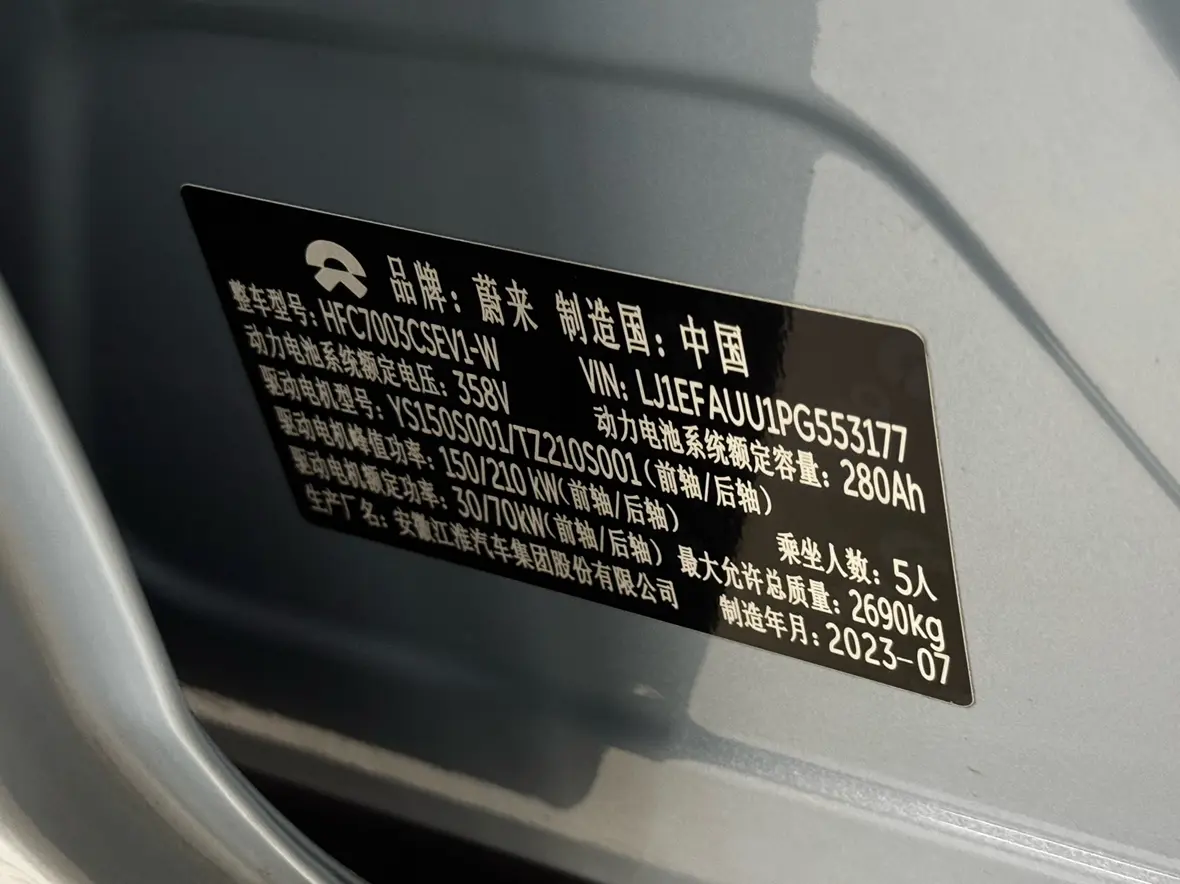 品牌: 蔚来 制造国: 中国
整车型号: HFC7003CSEV1-W VIN: LJ1EFAUU1PG553177
动力电池系统额定电压: 358V 动力电池系统额定容量: 280Ah
驱动电机型号: YS150S001/TZ210S001(前轴/后轴)
驱动电机峰值功率: 150/210kW(前轴/后轴) 乘坐人数: 5人
驱动电机额定功率: 30/70kW(前轴/后轴) 最大允许总质量: 2690kg
生产厂名: 安徽江淮汽车集团股份有限公司 制造年月: 2023-07